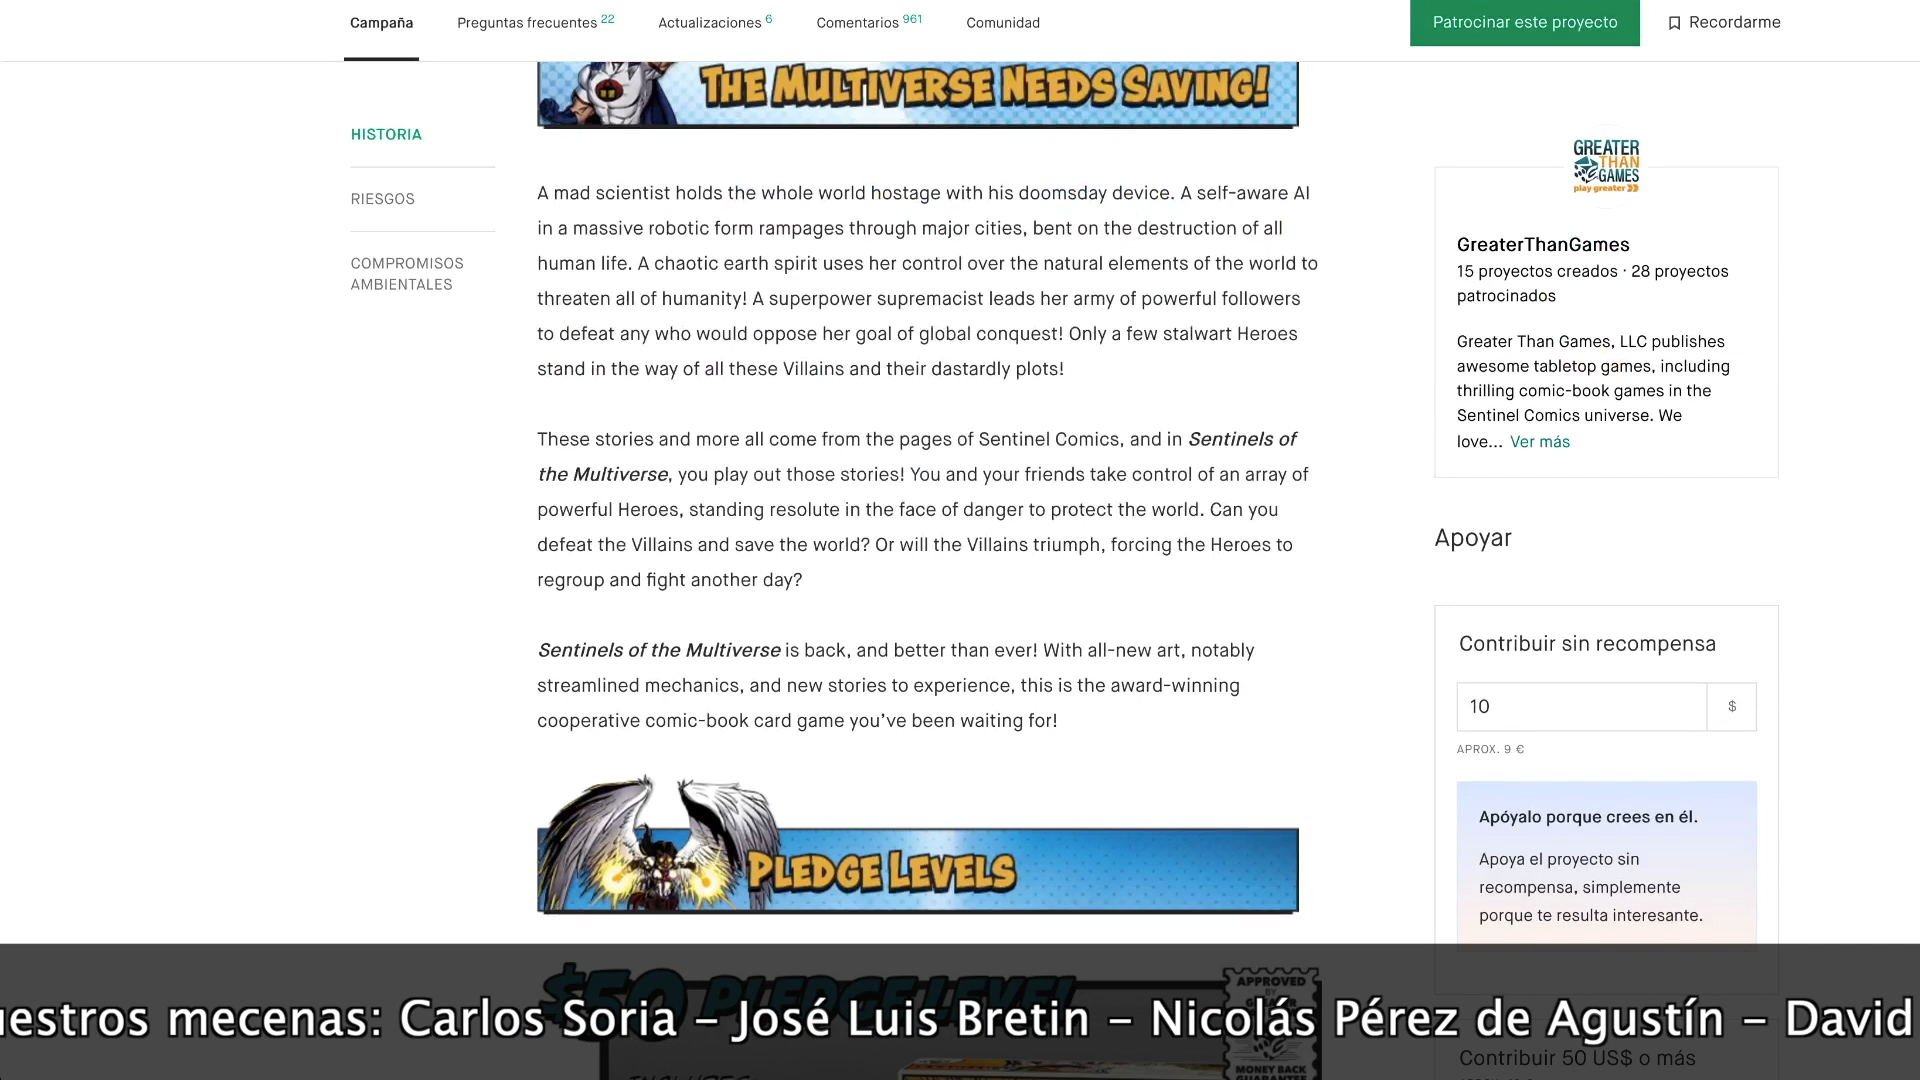 Campaña
Preguntas frecuentes 22
Actualizaciones 6
Comentarios 961
Comunidad
Patrocinar este proyecto
Recordarme
THE MULTIVERSE NEEDS SAVING!
HISTORIA
RIESGOS
COMPROMISOS
AMBIENTALES
A mad scientist holds the whole world hostage with his doomsday device. A self-aware AI
in a massive robotic form rampages through major cities, bent on the destruction of all
human life. A chaotic earth spirit uses her control over the natural elements of the world to
threaten all of humanity! A superpower supremacist leads her army of powerful followers
to defeat any who would oppose her goal of global conquest! Only a few stalwart Heroes
stand in the way of all these Villains and their dastardly plots!
These stories and more all come from the pages of Sentinel Comics, and in Sentinels of
the Multiverse, you play out those stories! You and your friends take control of an array of
powerful Heroes, standing resolute in the face of danger to protect the world. Can you
defeat the Villains and save the world? Or will the Villains triumph, forcing the Heroes to
regroup and fight another day?
Sentinels of the Multiverse is back, and better than ever! With all-new art, notably
streamlined mechanics, and new stories to experience, this is the award-winning
cooperative comic-book card game you’ve been waiting for!
PLEDGE LEVELS
$50 PLEDGE LEVEL
APPROVED
BY
GREATER
MONEY BACK
GUARANTEE
INCLUDES
GREATER
THAN
GAMES
play greater
GreaterThanGames
15 proyectos creados · 28 proyectos
patrocinados
Greater Than Games, LLC publishes
awesome tabletop games, including
thrilling comic-book games in the
Sentinel Comics universe. We
love... Ver más
Apoyar
Contribuir sin recompensa
10 $
APROX. 9 €
Apóyalo porque crees en él.
Apoya el proyecto sin
recompensa, simplemente
porque te resulta interesante.
Contribuir 50 US$ o más
uestros mecenas: Carlos Soria – José Luis Bretin – Nicolás Pérez de Agustín – David